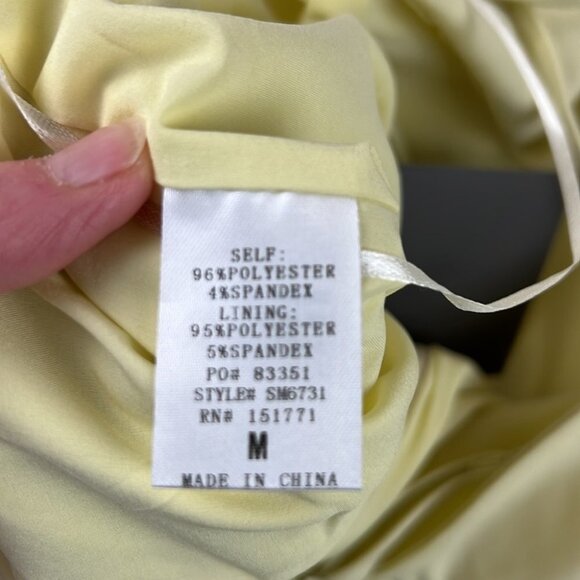 SELF:
96%POLYESTER
4%SPANDEX
LINING:
95%POLYESTER
5%SPANDEX
PO# 83351
STYLE# SM6731
RN# 151771
M
MADE IN CHINA